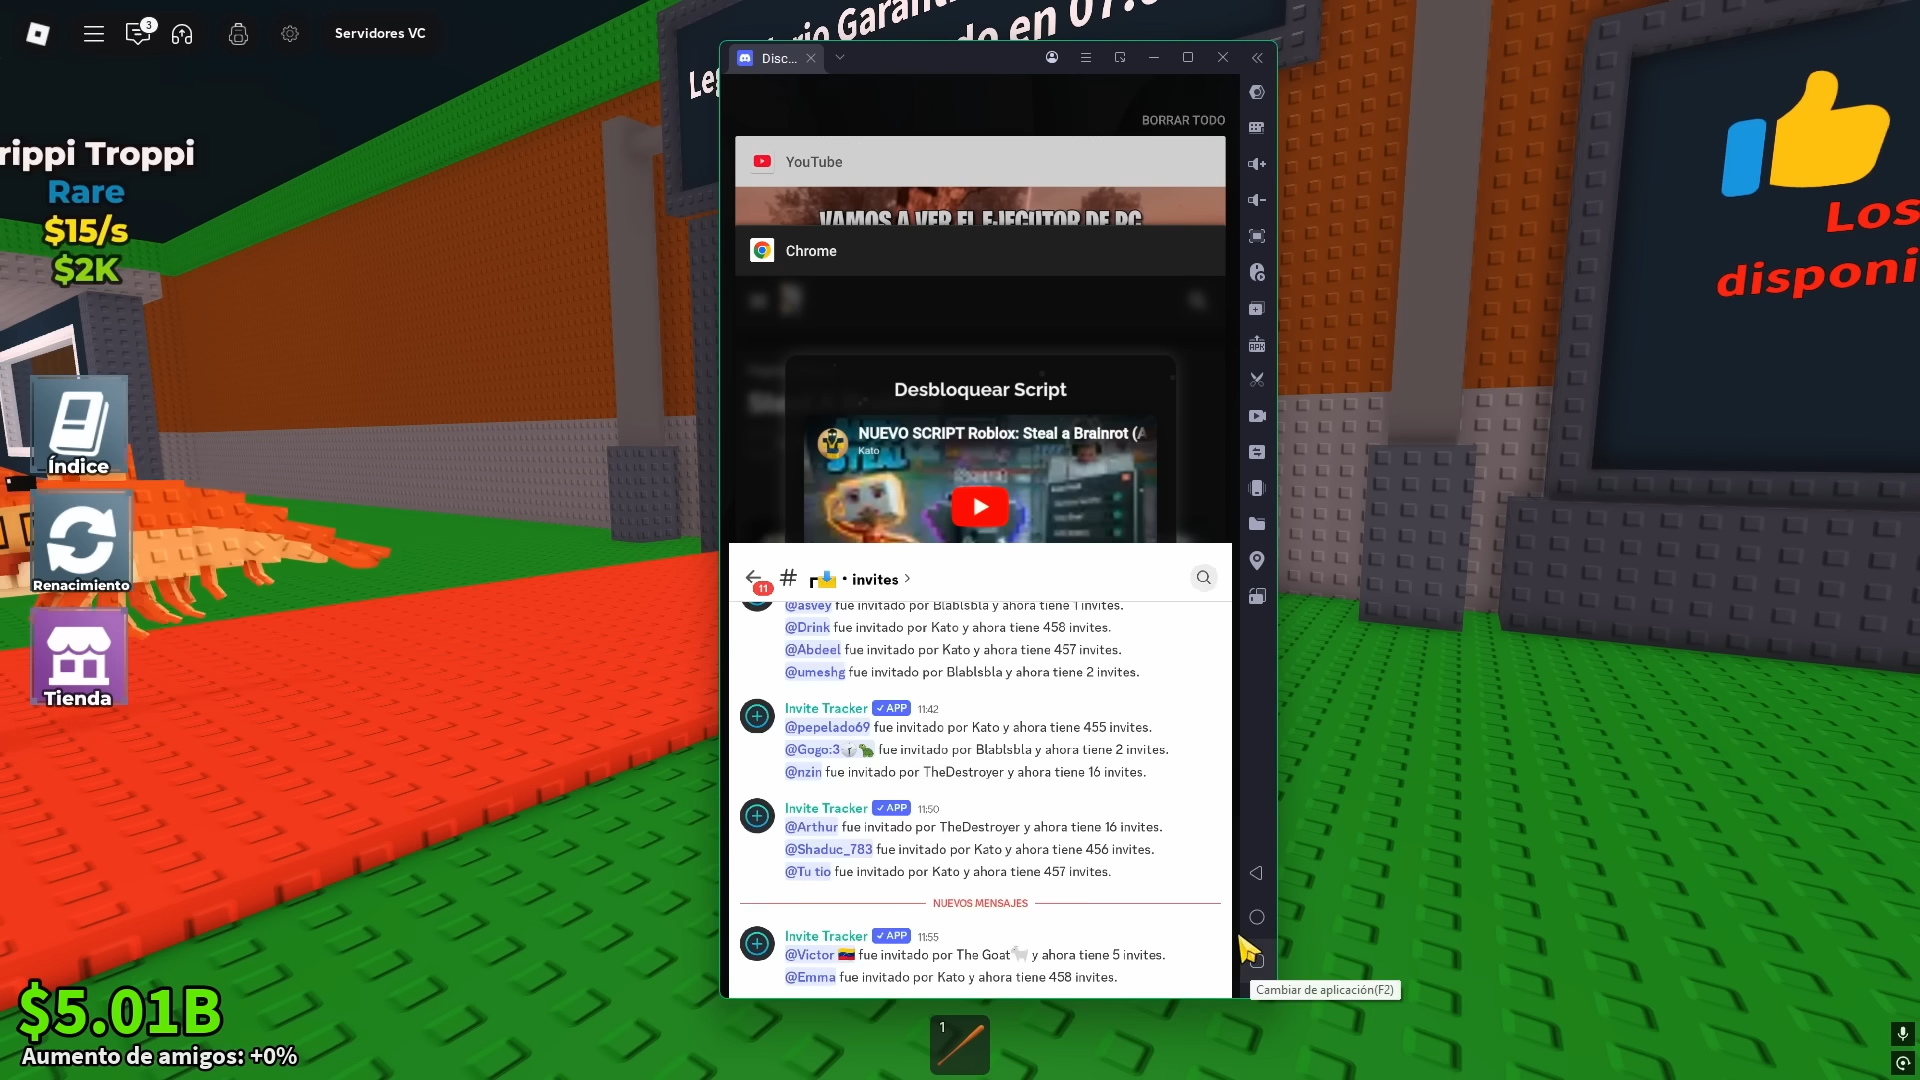 3
Servidores VC
rio Garant
do en 07:
Leg
Disc...
BORRAR TODO
YouTube
VAMOS A VER EL EJECUTOR DE PC
Chrome
Desbloquear Script
NUEVO SCRIPT Roblox: Steal a Brainrot (A
Kato
STEAL
11
# • invites >
@asvey fue invitado por Blablsbla y ahora tiene 1 invites.
@Drink fue invitado por Kato y ahora tiene 458 invites.
@Abdeel fue invitado por Kato y ahora tiene 457 invites.
@umeshg fue invitado por Blablsbla y ahora tiene 2 invites.
Invite Tracker ✓ APP 11:42
@pepelado69 fue invitado por Kato y ahora tiene 455 invites.
@Gogo:3🕊️🐢 fue invitado por Blablsbla y ahora tiene 2 invites.
@nzin fue invitado por TheDestroyer y ahora tiene 16 invites.
Invite Tracker ✓ APP 11:50
@Arthur fue invitado por TheDestroyer y ahora tiene 16 invites.
@Shaduc_783 fue invitado por Kato y ahora tiene 456 invites.
@Tu tio fue invitado por Kato y ahora tiene 457 invites.
NUEVOS MENSAJES
Invite Tracker ✓ APP 11:55
@Victor 🇻🇪 fue invitado por The Goat🐐 y ahora tiene 5 invites.
@Emma fue invitado por Kato y ahora tiene 458 invites.
APK
Cambiar de aplicación(F2)
rippi Troppi
Rare
$15/s
$2K
Índice
Renacimiento
Tienda
$5.01B
Aumento de amigos: +0%
1
Los
disponi